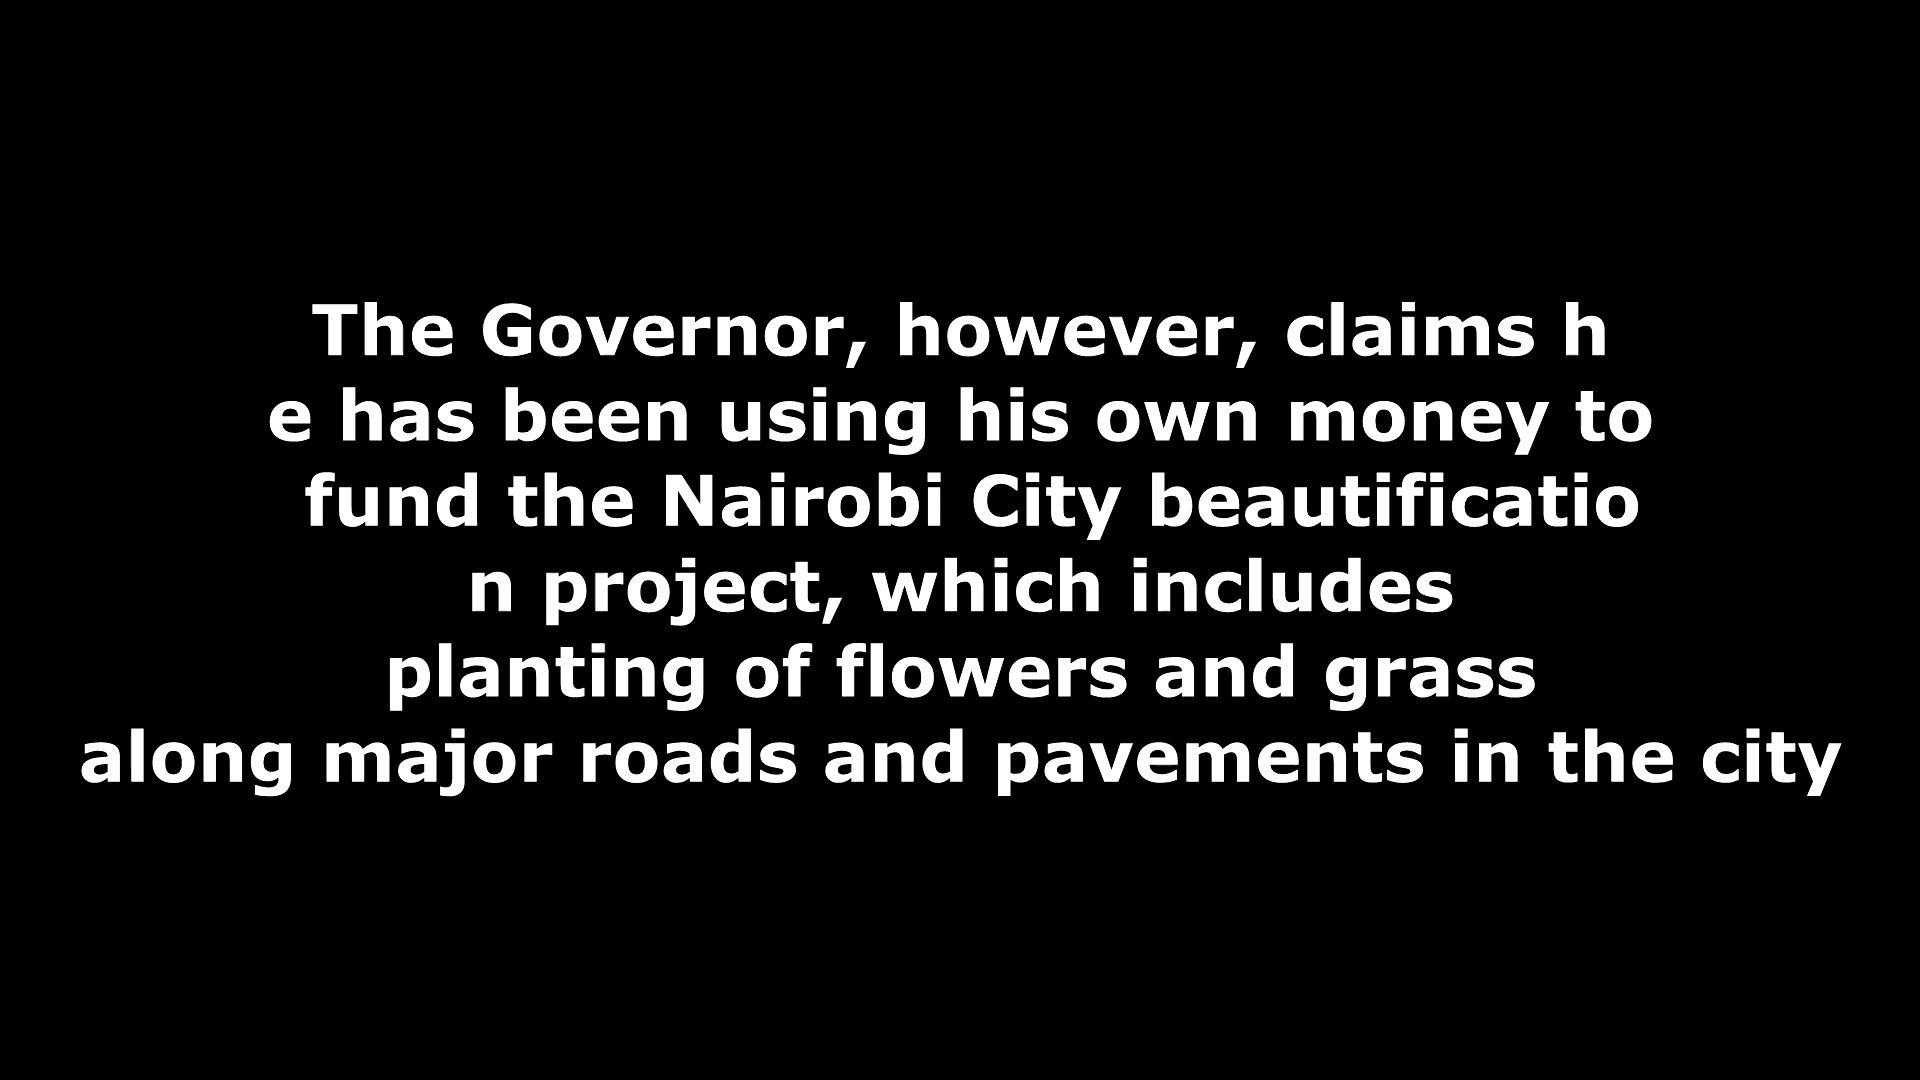 The Governor, however, claims h
e has been using his own money to
fund the Nairobi City beautificatio
n project, which includes
planting of flowers and grass
along major roads and pavements in the city